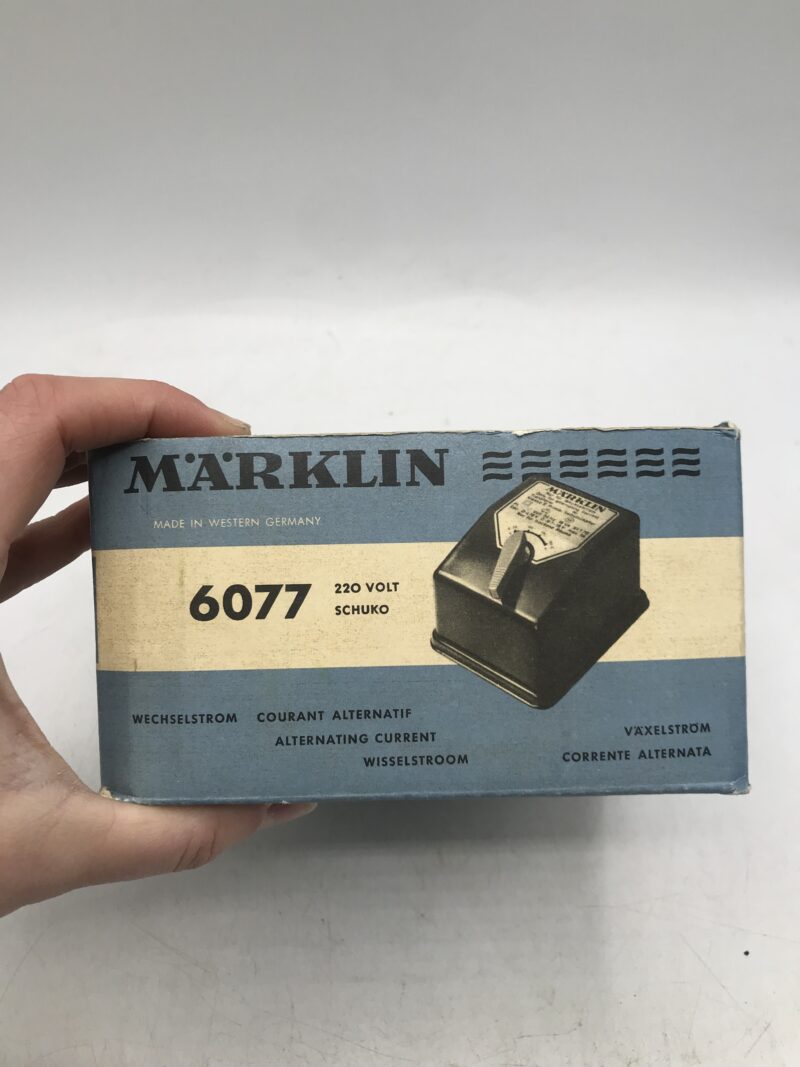 MÄRKLIN
MADE IN WESTERN GERMANY
6077
220 VOLT
SCHUKO
MÄRKLIN
WECHSELSTROM COURANT ALTERNATIF
ALTERNATING CURRENT
WISSELSTROOM
VÄXELSTRÖM
CORRENTE ALTERNATA